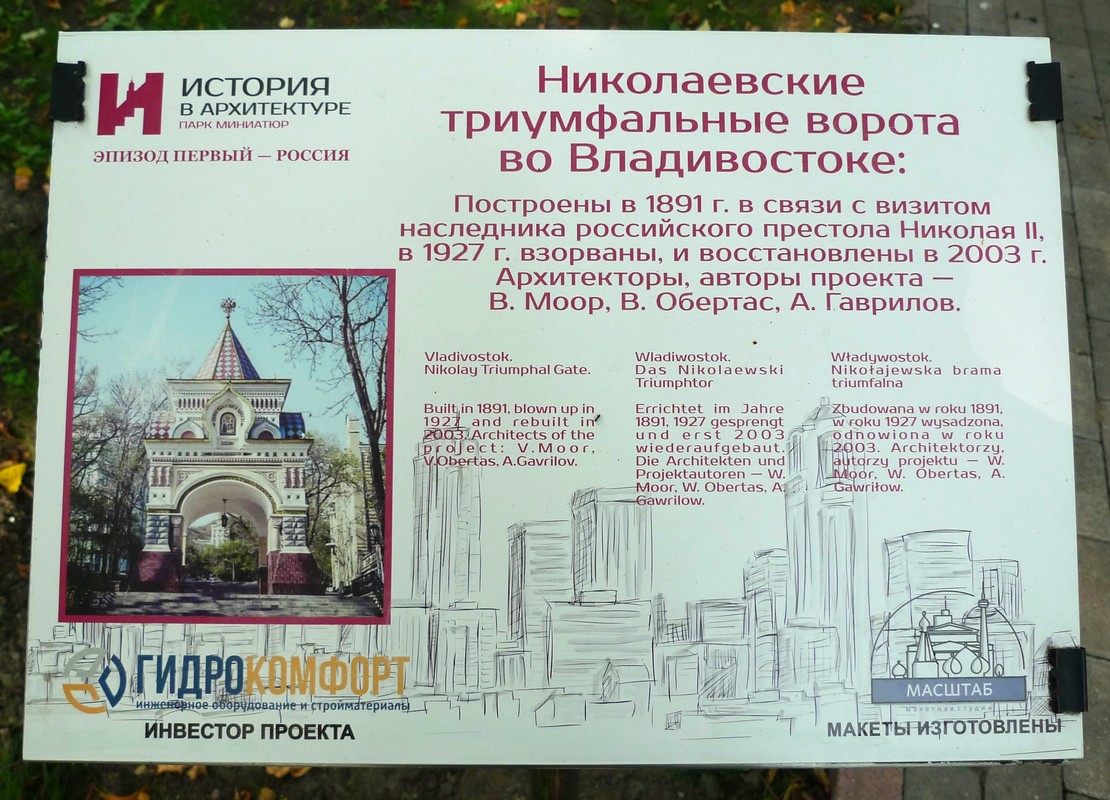 ИСТОРИЯ
В АРХИТЕКТУРЕ
ПАРК МИНИАТЮР
ЭПИЗОД ПЕРВЫЙ — РОССИЯ
Николаевские
триумфальные ворота
во Владивостоке:
Построены в 1891 г. в связи с визитом
наследника российского престола Николая II,
в 1927 г. взорваны, и восстановлены в 2003 г.
Архитекторы, авторы проекта —
В. Моор, В. Обертас, А. Гаврилов.
Vladivostok.
Nikolay Triumphal Gate.
Built in 1891, blown up in
1927 and rebuilt in
2003. Architects of the
project: V.Moor,
V.Obertas, A.Gavrilov.
Wladiwostok.
Das Nikolaewski
Triumphtor
Errichtet im Jahre
1891, 1927 gesprengt
und erst 2003
wiederaufgebaut.
Die Architekten und
Projektautoren — W.
Moor, W. Obertas, A.
Gawrilow.
Władywostok.
Nikołajewska brama
triumfalna
Zbudowana w roku 1891,
w roku 1927 wysadzona,
odnowiona w roku
2003. Architektorzy,
autorzy projektu — W.
Moor, W. Obertas, A.
Gawriłow.
ГИДРОКОМФОРТ
инженерное оборудование и стройматериалы
ИНВЕСТОР ПРОЕКТА
МАСШТАБ
макетная студия
МАКЕТЫ ИЗГОТОВЛЕНЫ